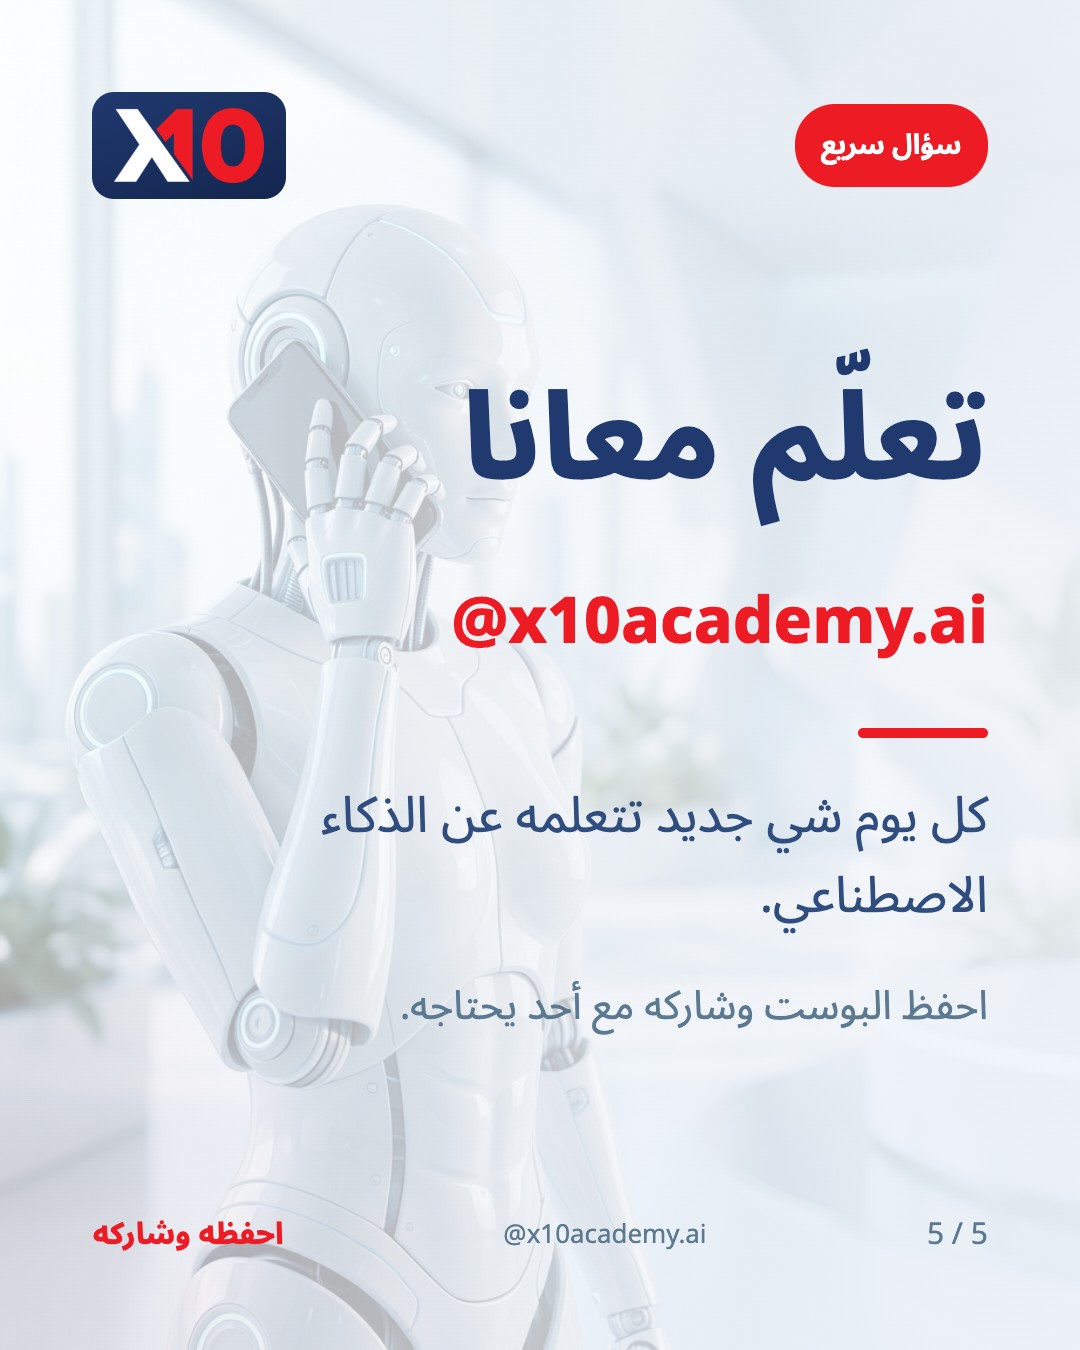 X10
سؤال سريع
تعلّم معانا
@x10academy.ai
كل يوم شي جديد تتعلمه عن الذكاء
الاصطناعي.
احفظ البوست وشاركه مع أحد يحتاجه.
احفظه وشاركه
@x10academy.ai
5 / 5